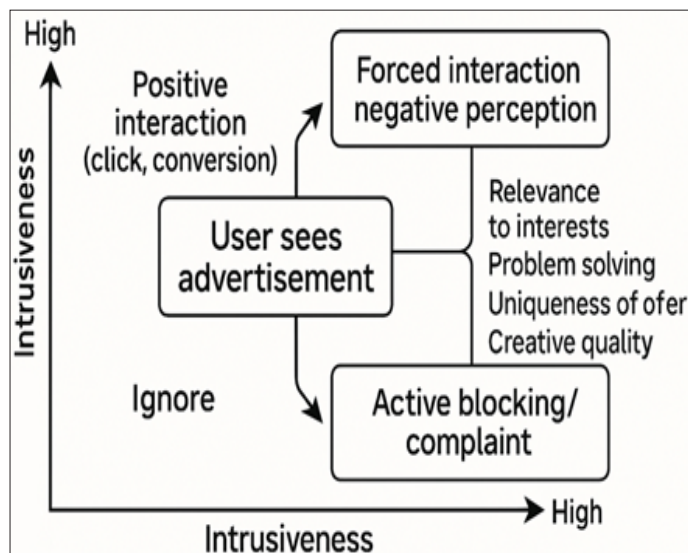 High
Positive
interaction
(click, conversion)
Forced interaction
negative perception
Intrusiveness
User sees
advertisement
Relevance
to interests
Problem solving
Uniqueness of ofer
Creative quality
Ignore
Active blocking/
complaint
High
Intrusiveness